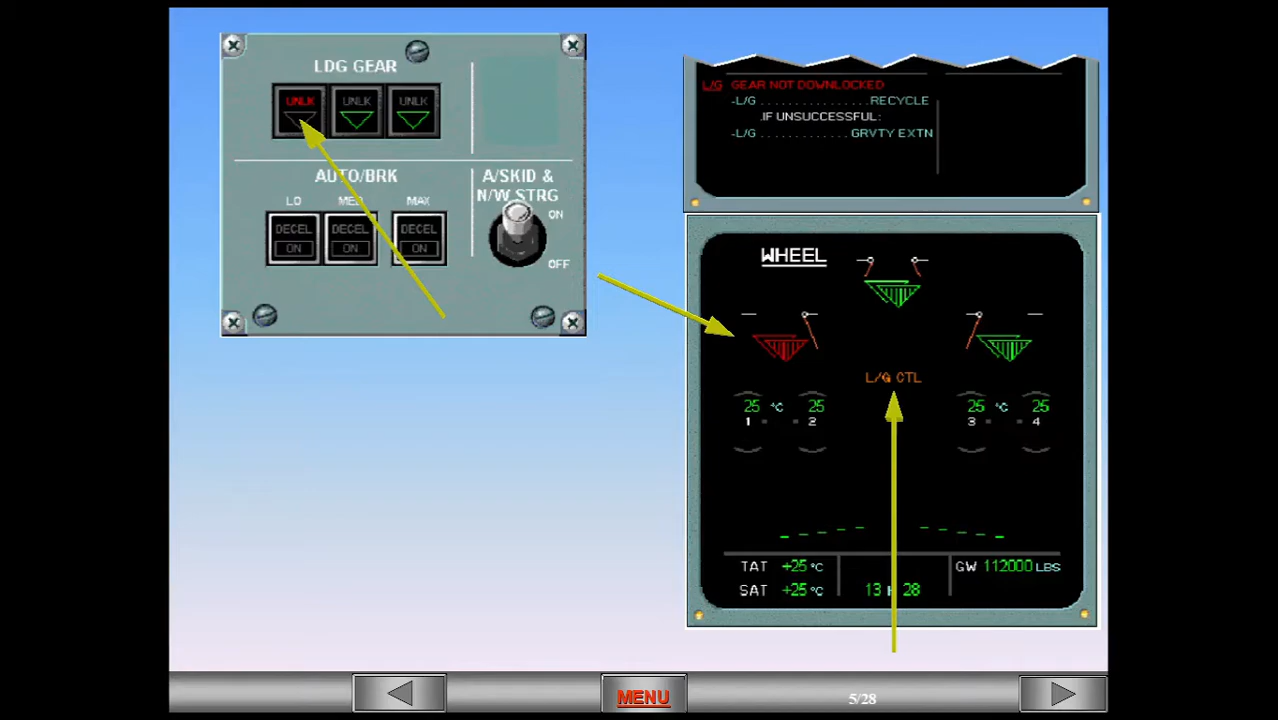 LDG GEAR
UNLK UNLK UNLK
AUTO/BRK
LO MED MAX
DECEL DECEL DECEL
ON ON ON
A/SKID &
N/W STRG
ON
OFF
L/G GEAR NOT DOWNLOCKED
-L/G ............... RECYCLE
.IF UNSUCCESSFUL:
-L/G ............ GRVTY EXTN
WHEEL
L/G CTL
25 °C 25 25 °C 25
1 - - 2 3 - - 4
TAT +25 °C GW 112000 LBS
SAT +25 °C 13 H 28
MENU
5/28